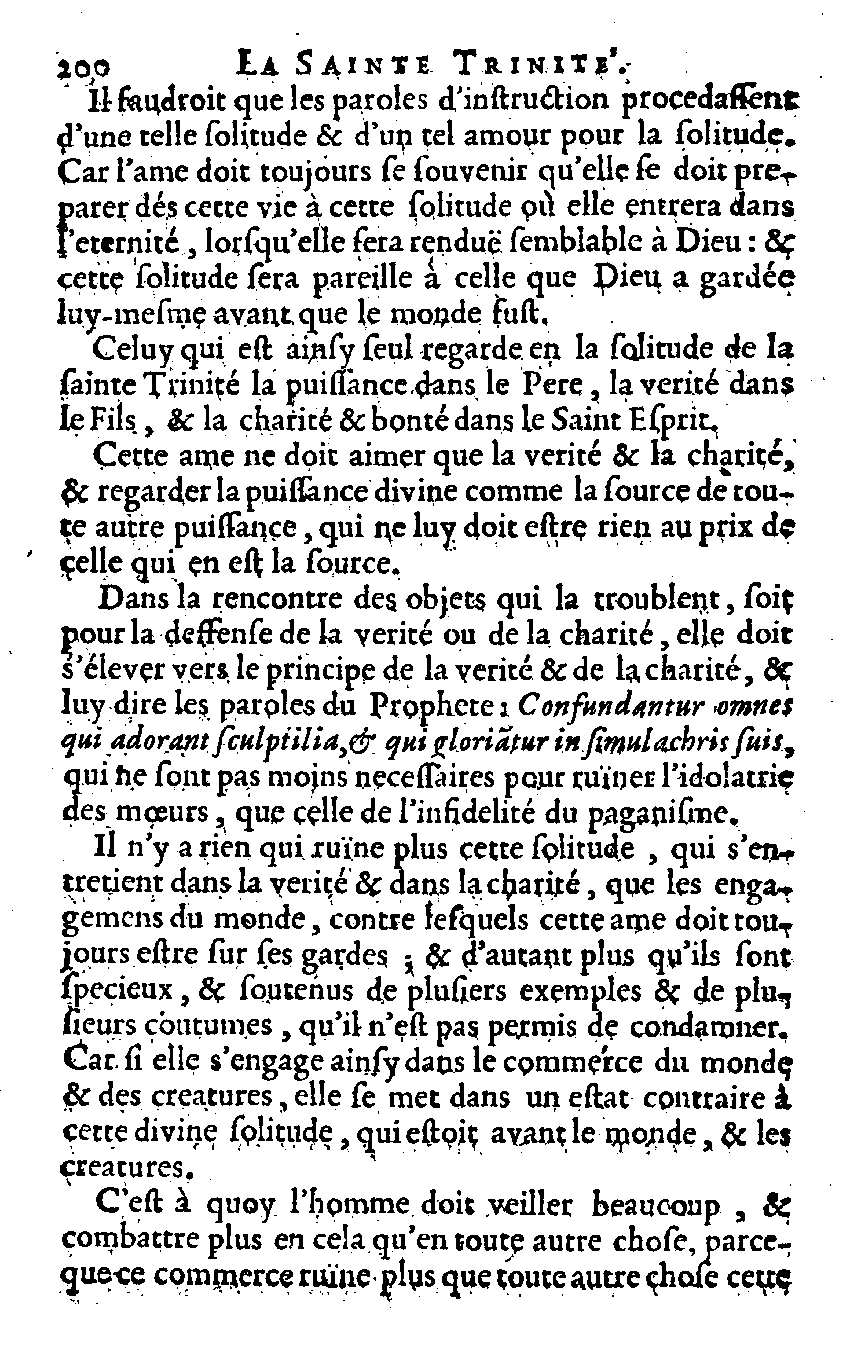 200 LA SAINTE TRINITÉ.
Il faudroit que les paroles d'inſtruction procedaſſent
d'une telle ſolitude & d'un tel amour pour la ſolitude.
Car l'ame doit toujours ſe ſouvenir qu'elle ſe doit pre-
parer dés cette vie à cette ſolitude où elle entrera dans
l'eternité, lorſqu'elle ſera renduë ſemblable à Dieu : &
cette ſolitude ſera pareille à celle que Dieu a gardée
luy-meſme avant que le monde fuſt.
Celuy qui eſt ainſy ſeul regarde en la ſolitude de la
ſainte Trinité la puiſſance dans le Pere, la verité dans
le Fils, & la charité & bonté dans le Saint Eſprit.
Cette ame ne doit aimer que la verité & la charité,
& regarder la puiſſance divine comme la ſource de tou-
te autre puiſſance, qui ne luy doit eſtre rien au prix de
celle qui en eſt la ſource.
Dans la rencontre des objets qui la troublent, ſoit
pour la deffenſe de la verité ou de la charité, elle doit
s'élever vers le principe de la verité & de la charité, &
luy dire les paroles du Prophete : Confundantur omnes
qui adorant ſculptilia, & qui gloriãtur in ſimulachris ſuis,
qui ne ſont pas moins neceſſaires pour ruïner l'idolatrie
des mœurs, que celle de l'infidelité du paganiſme.
Il n'y a rien qui ruïne plus cette ſolitude, qui s'en-
tretient dans la verité & dans la charité, que les enga-
gemens du monde, contre leſquels cette ame doit tou-
jours eſtre ſur ſes gardes ; & d'autant plus qu'ils ſont
ſpecieux, & ſoutenus de pluſiers exemples & de plu-
ſieurs coutumes, qu'il n'eſt pas permis de condamner.
Car ſi elle s'engage ainſy dans le commerce du monde
& des creatures, elle ſe met dans un eſtat contraire à
cette divine ſolitude, qui eſtoit avant le monde, & les
creatures.
C'eſt à quoy l'homme doit veiller beaucoup, &
combattre plus en cela qu'en toute autre choſe, parce-
que ce commerce ruïne plus que toute autre choſe cette